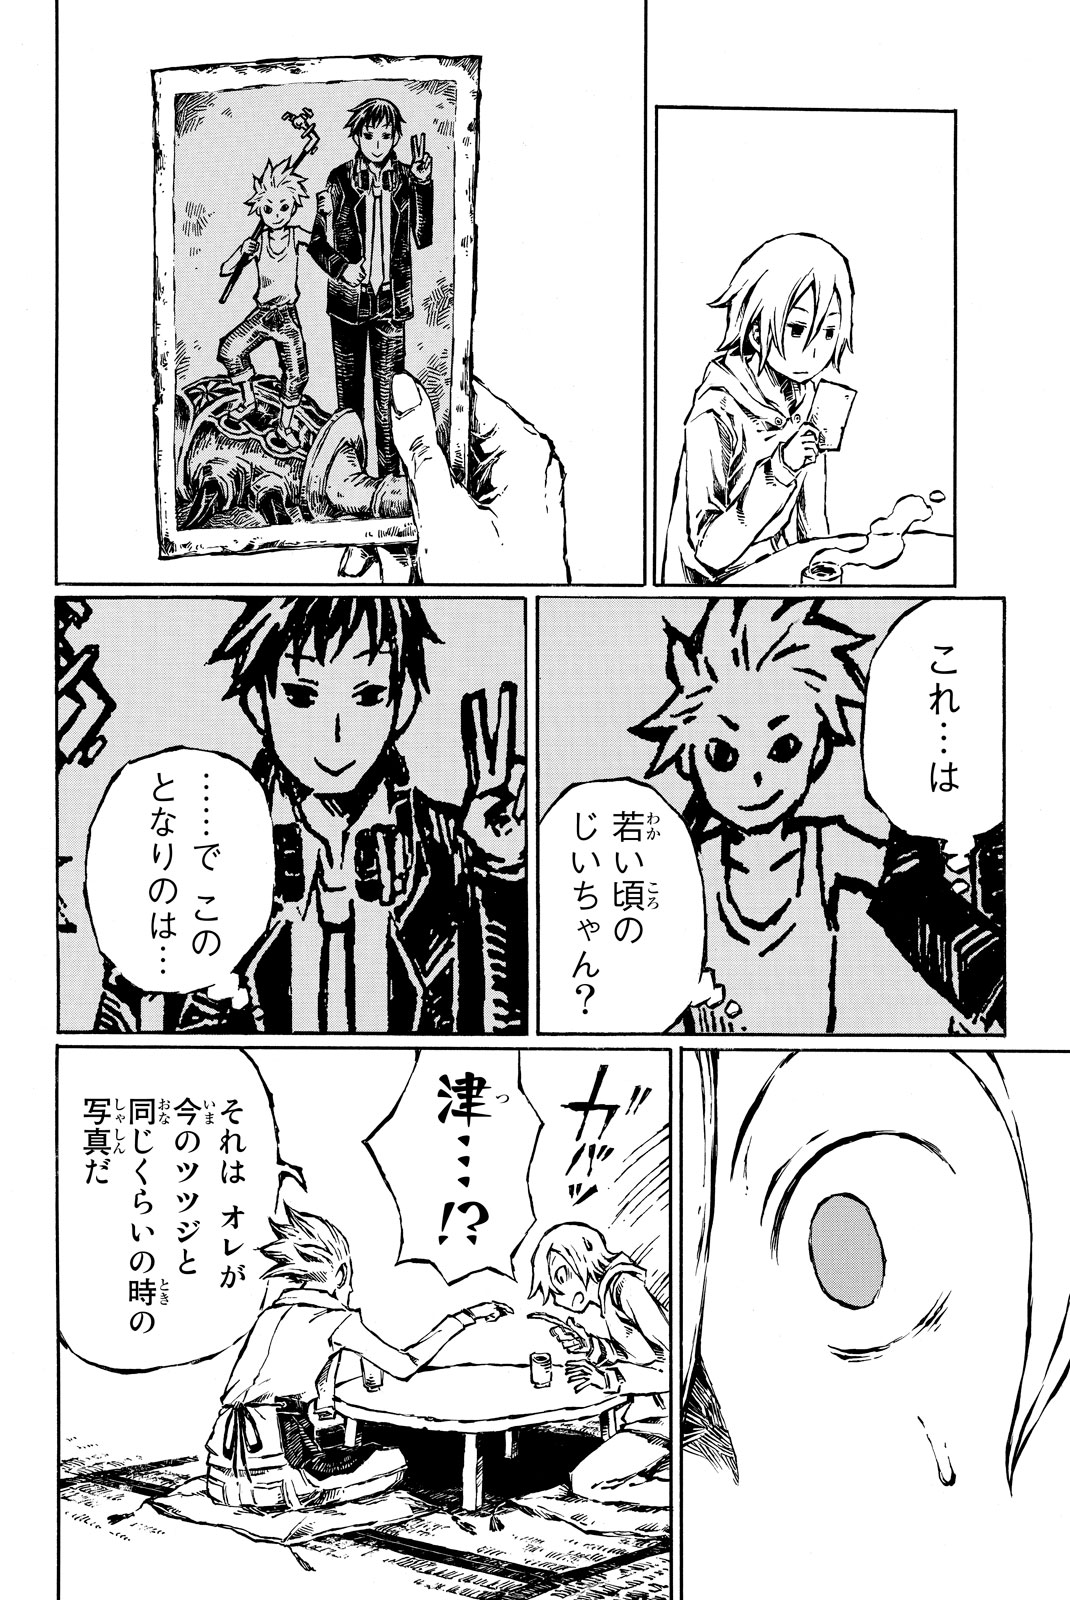 これ…は
若い頃の
じいちゃん？
……で この
となりのは…
ガバッ
津……!?
それは オレが
今のツツジと
同じくらいの時の
写真だ